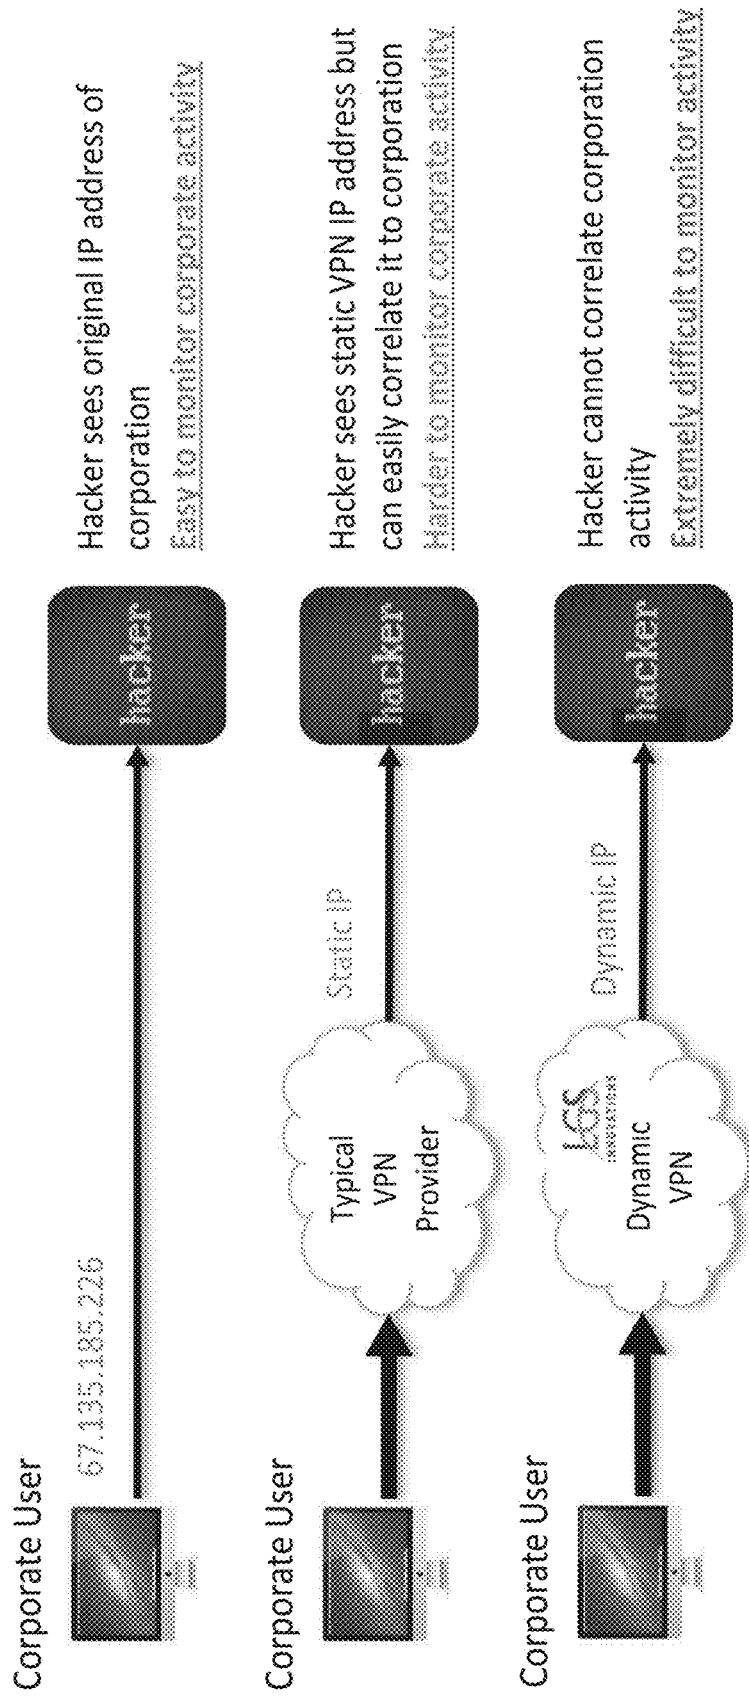 Corporate User
67.135.185.226
hacker
Hacker sees original IP address of
corporation
Easy to monitor corporate activity
Corporate User
Typical
VPN
Provider
Static IP
hacker
Hacker sees static VPN IP address but
can easily correlate it to corporation
Harder to monitor corporate activity
Corporate User
LGS
INNOVATIONS
Dynamic
VPN
Dynamic IP
hacker
Hacker cannot correlate corporation
activity
Extremely difficult to monitor activity